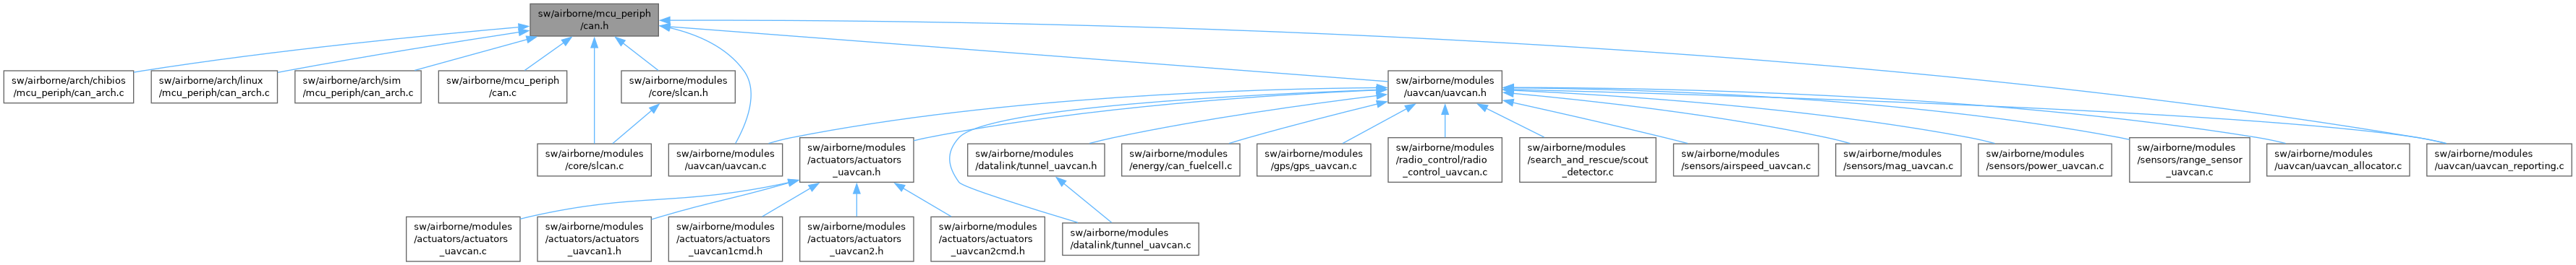 sw/airborne/mcu_periph
/can.h
sw/airborne/arch/chibios
/mcu_periph/can_arch.c
sw/airborne/arch/linux
/mcu_periph/can_arch.c
sw/airborne/arch/sim
/mcu_periph/can_arch.c
sw/airborne/mcu_periph
/can.c
sw/airborne/modules
/core/slcan.h
sw/airborne/modules
/uavcan/uavcan.h
sw/airborne/modules
/core/slcan.c
sw/airborne/modules
/uavcan/uavcan.c
sw/airborne/modules
/actuators/actuators
_uavcan.h
sw/airborne/modules
/datalink/tunnel_uavcan.h
sw/airborne/modules
/energy/can_fuelcell.c
sw/airborne/modules
/gps/gps_uavcan.c
sw/airborne/modules
/radio_control/radio
_control_uavcan.c
sw/airborne/modules
/search_and_rescue/scout
_detector.c
sw/airborne/modules
/sensors/airspeed_uavcan.c
sw/airborne/modules
/sensors/mag_uavcan.c
sw/airborne/modules
/sensors/power_uavcan.c
sw/airborne/modules
/sensors/range_sensor
_uavcan.c
sw/airborne/modules
/uavcan/uavcan_allocator.c
sw/airborne/modules
/uavcan/uavcan_reporting.c
sw/airborne/modules
/actuators/actuators
_uavcan.c
sw/airborne/modules
/actuators/actuators
_uavcan1.h
sw/airborne/modules
/actuators/actuators
_uavcan1cmd.h
sw/airborne/modules
/actuators/actuators
_uavcan2.h
sw/airborne/modules
/actuators/actuators
_uavcan2cmd.h
sw/airborne/modules
/datalink/tunnel_uavcan.c